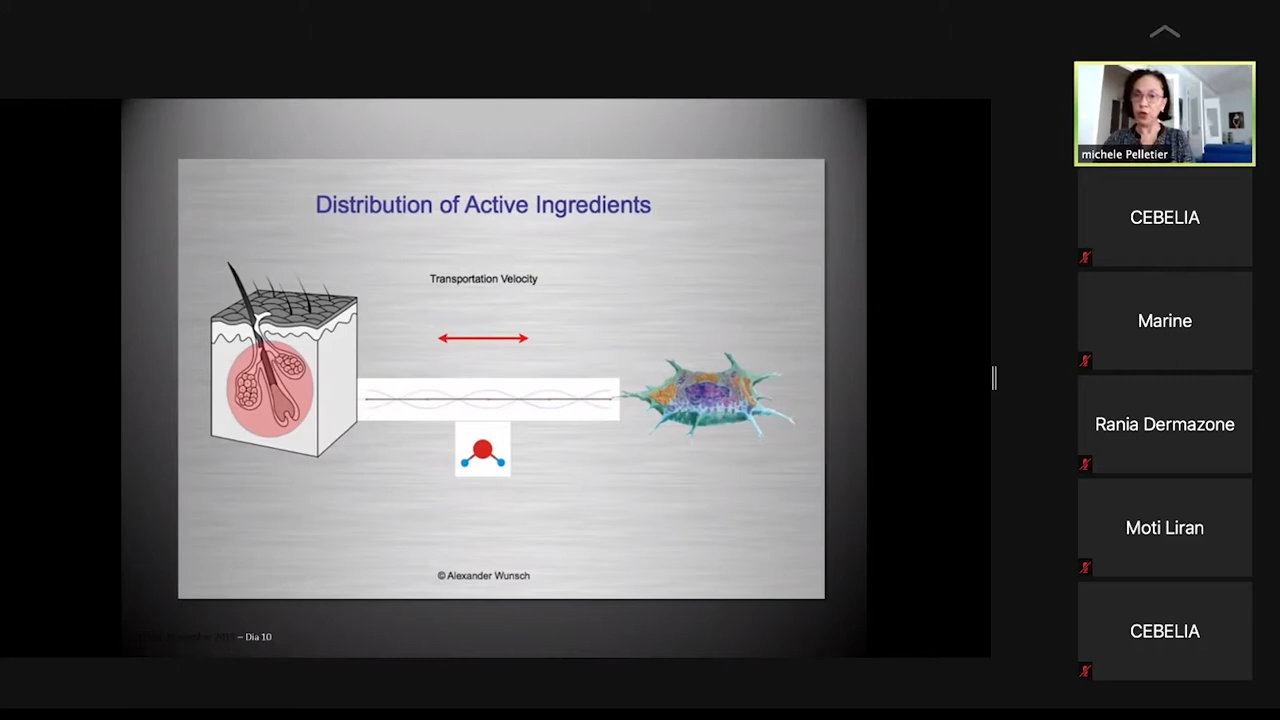 Distribution of Active Ingredients
Transportation Velocity
© Alexander Wunsch
– Dia 10
michele Pelletier
CEBELIA
Marine
Rania Dermazone
Moti Liran
CEBELIA